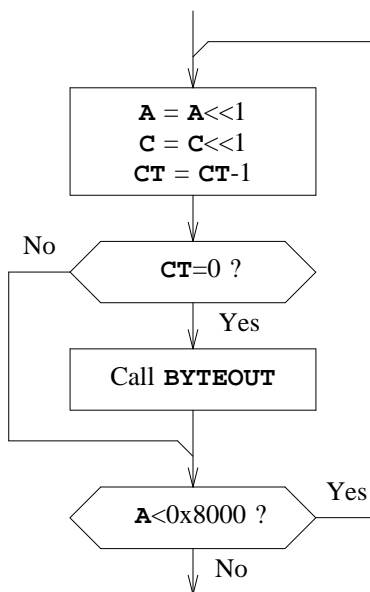 A = A<<1
C = C<<1
CT = CT-1
No
CT=0 ?
Yes
Call BYTEOUT
A<0x8000 ?
Yes
No